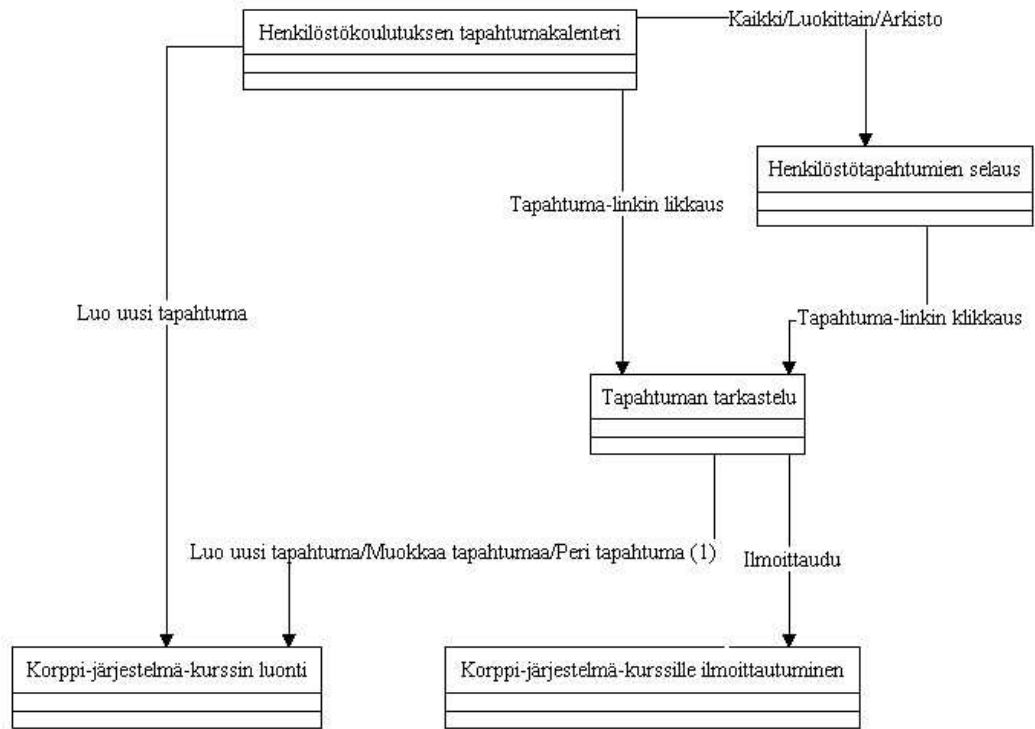 Henkilöstökoulutuksen tapahtumakalenteri
Kaikki/Luokittain/Arkisto
Henkilöstötapahtumien selaus
Tapahtuma-linkin likkaus
Luo uusi tapahtuma
Tapahtuma-linkin klikkaus
Tapahtuman tarkastelu
Luo uusi tapahtuma/Muokkaa tapahtumaa/Peri tapahtuma (1)
Ilmoittaudu
Korppi-järjestelmä-kurssin luonti
Korppi-järjestelmä-kurssille ilmoittautuminen